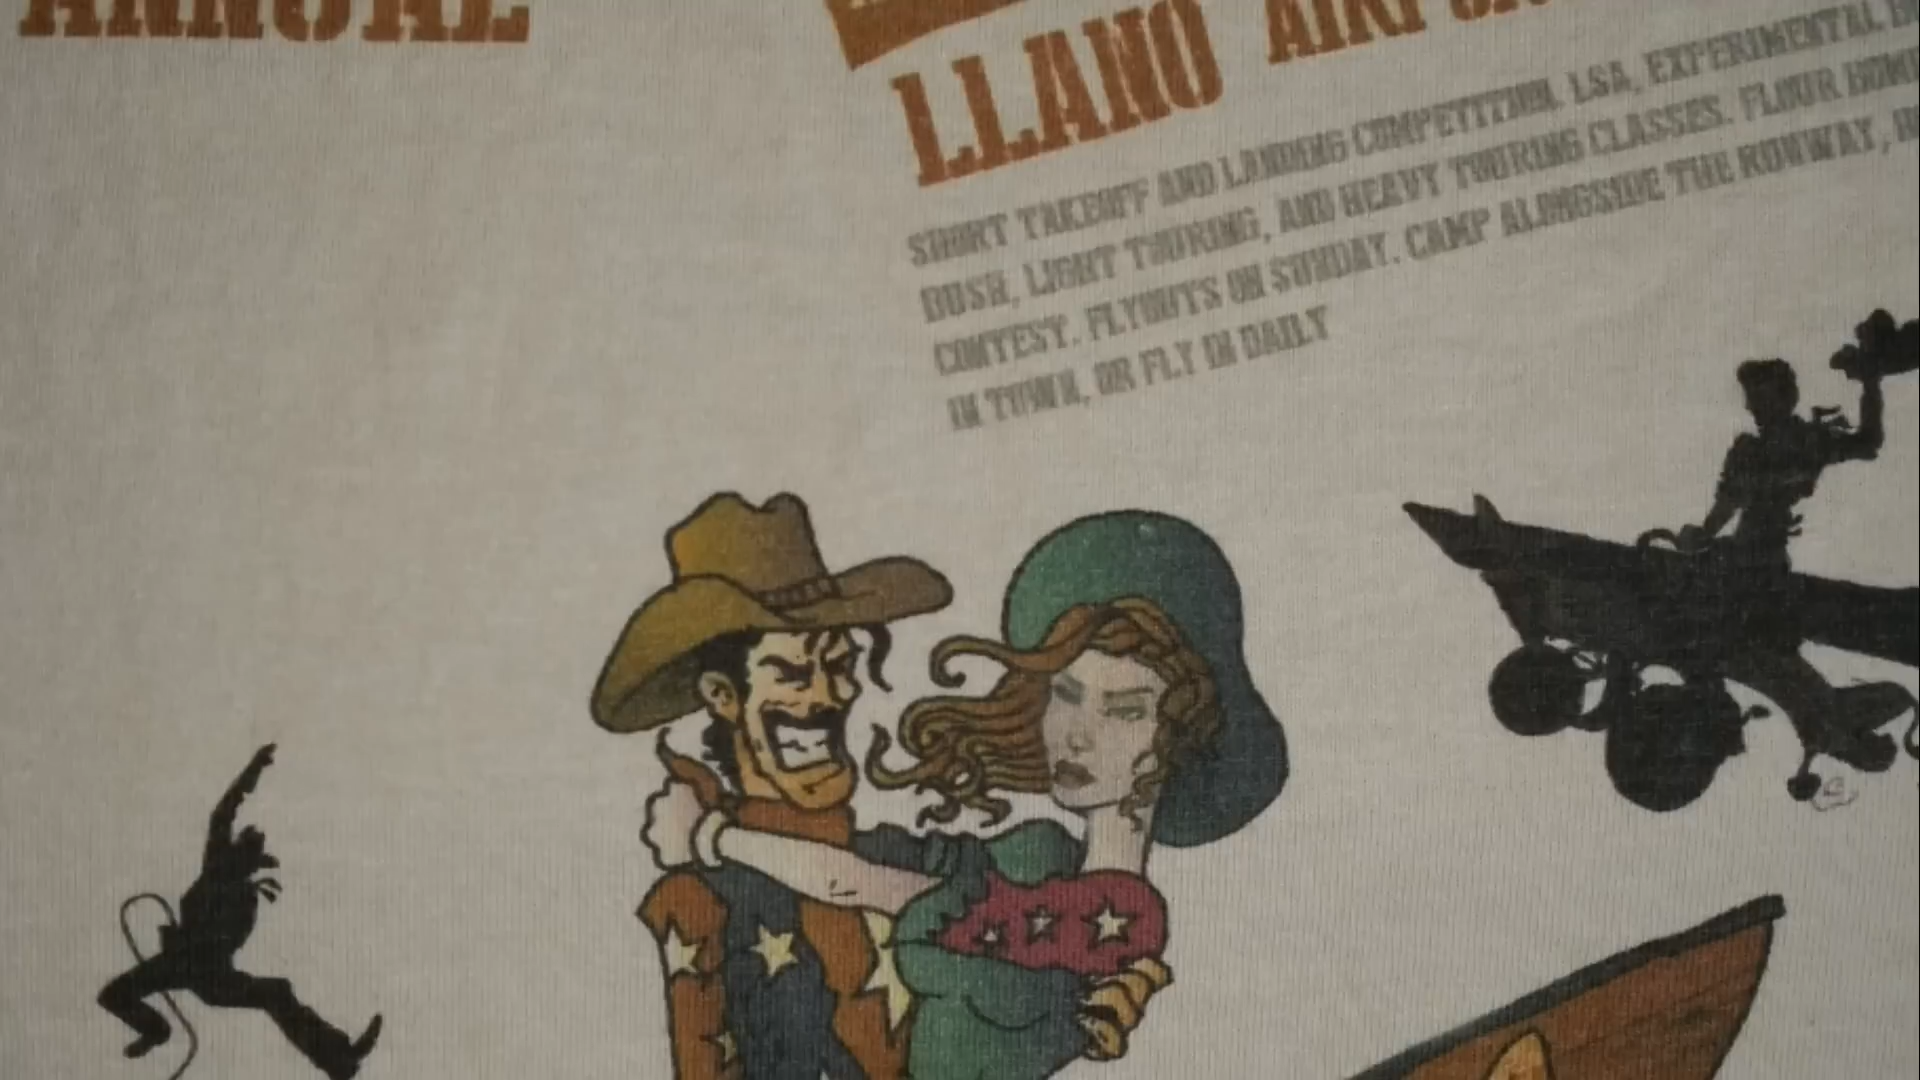 ANNUAL
LLANO AIRPOR
SHORT TAKEOFF AND LANDING COMPETITION. LSA, EXPERIMENTAL
BUSH, LIGHT TOURING, AND HEAVY TOURING CLASSES. FLOUR BOMB
CONTEST. FLYOUTS ON SUNDAY. CAMP ALONGSIDE THE RUNWAY,
IN TOWN, OR FLY IN DAILY